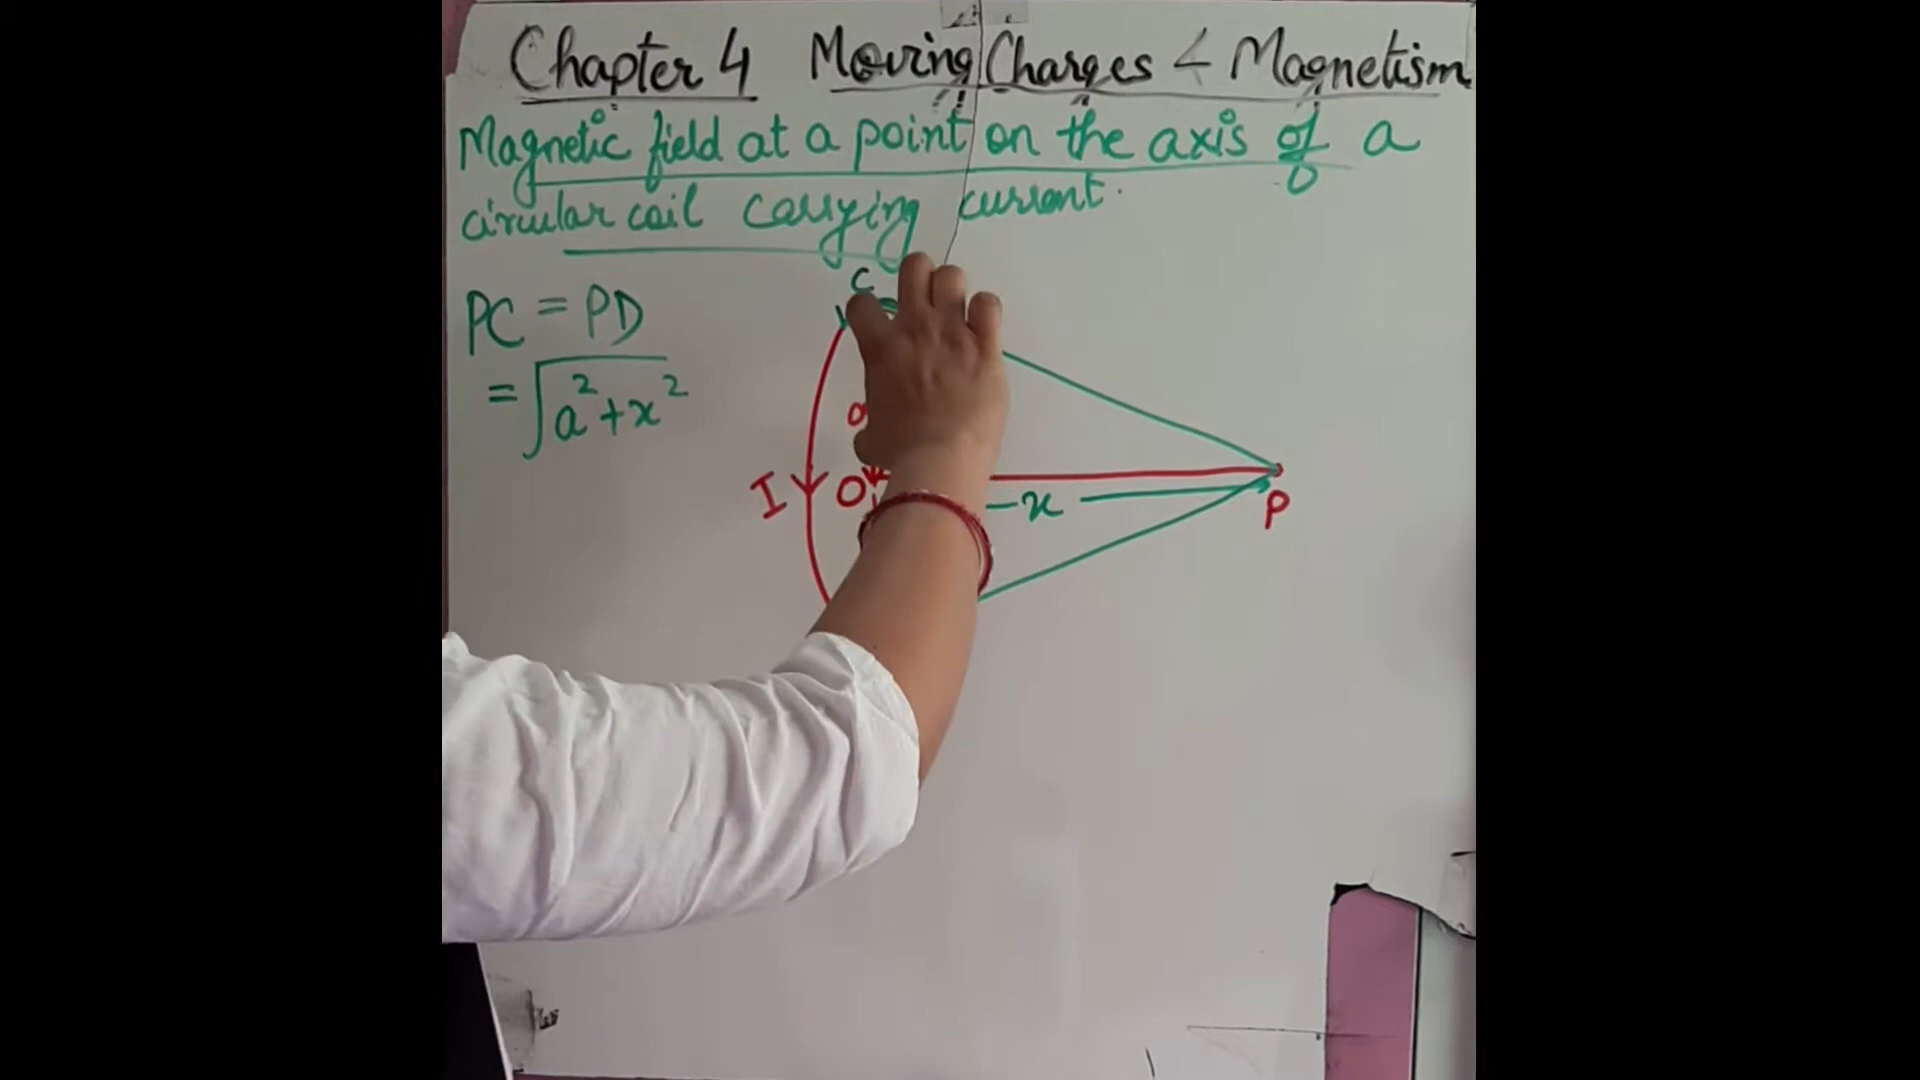 Chapter 4 Moving Charges & Magnetism
Magnetic field at a point on the axis of a
circular coil carrying current.
PC = PD
= √a²+x²
C
a
I
O
x
P